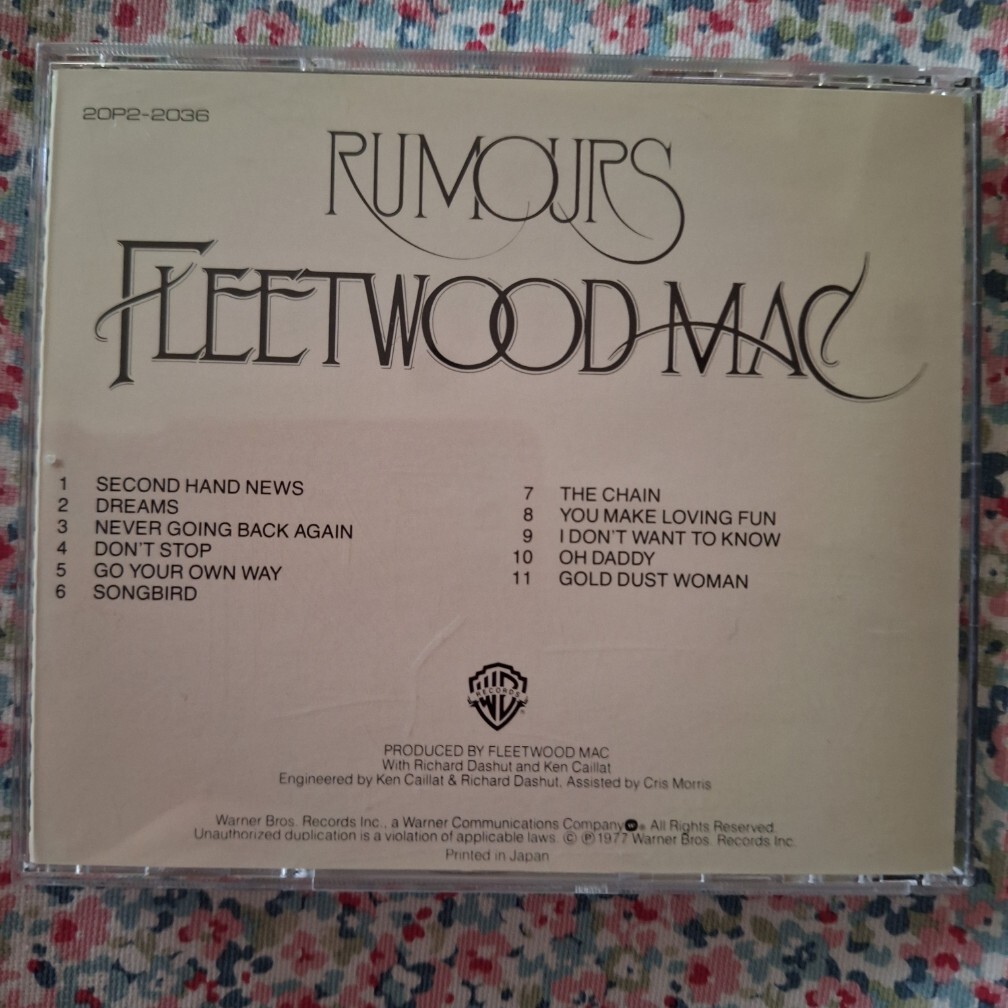 20P2-2036
RUMOURS
FLEETWOOD MAC
1 SECOND HAND NEWS
2 DREAMS
3 NEVER GOING BACK AGAIN
4 DON'T STOP
5 GO YOUR OWN WAY
6 SONGBIRD
7 THE CHAIN
8 YOU MAKE LOVING FUN
9 I DON'T WANT TO KNOW
10 OH DADDY
11 GOLD DUST WOMAN
WB
RECORDS
PRODUCED BY FLEETWOOD MAC
With Richard Dashut and Ken Caillat
Engineered by Ken Caillat & Richard Dashut, Assisted by Cris Morris
Warner Bros. Records Inc., a Warner Communications Company ® All Rights Reserved.
Unauthorized duplication is a violation of applicable laws. © ℗ 1977 Warner Bros. Records Inc.
Printed in Japan